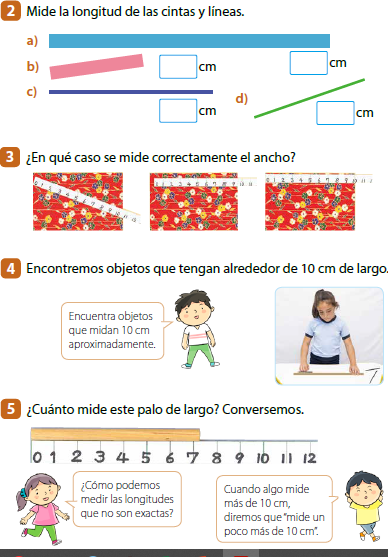 2 Mide la longitud de las cintas y líneas.
a)
cm
b)
cm
c)
cm
d)
cm
3 ¿En qué caso se mide correctamente el ancho?
4 Encontremos objetos que tengan alrededor de 10 cm de largo.
Encuentra objetos
que midan 10 cm
aproximadamente.
5 ¿Cuánto mide este palo de largo? Conversemos.
0 1 2 3 4 5 6 7 8 9 10 11 12
¿Cómo podemos
medir las longitudes
que no son exactas?
Cuando algo mide
más de 10 cm,
diremos que “mide un
poco más de 10 cm”.